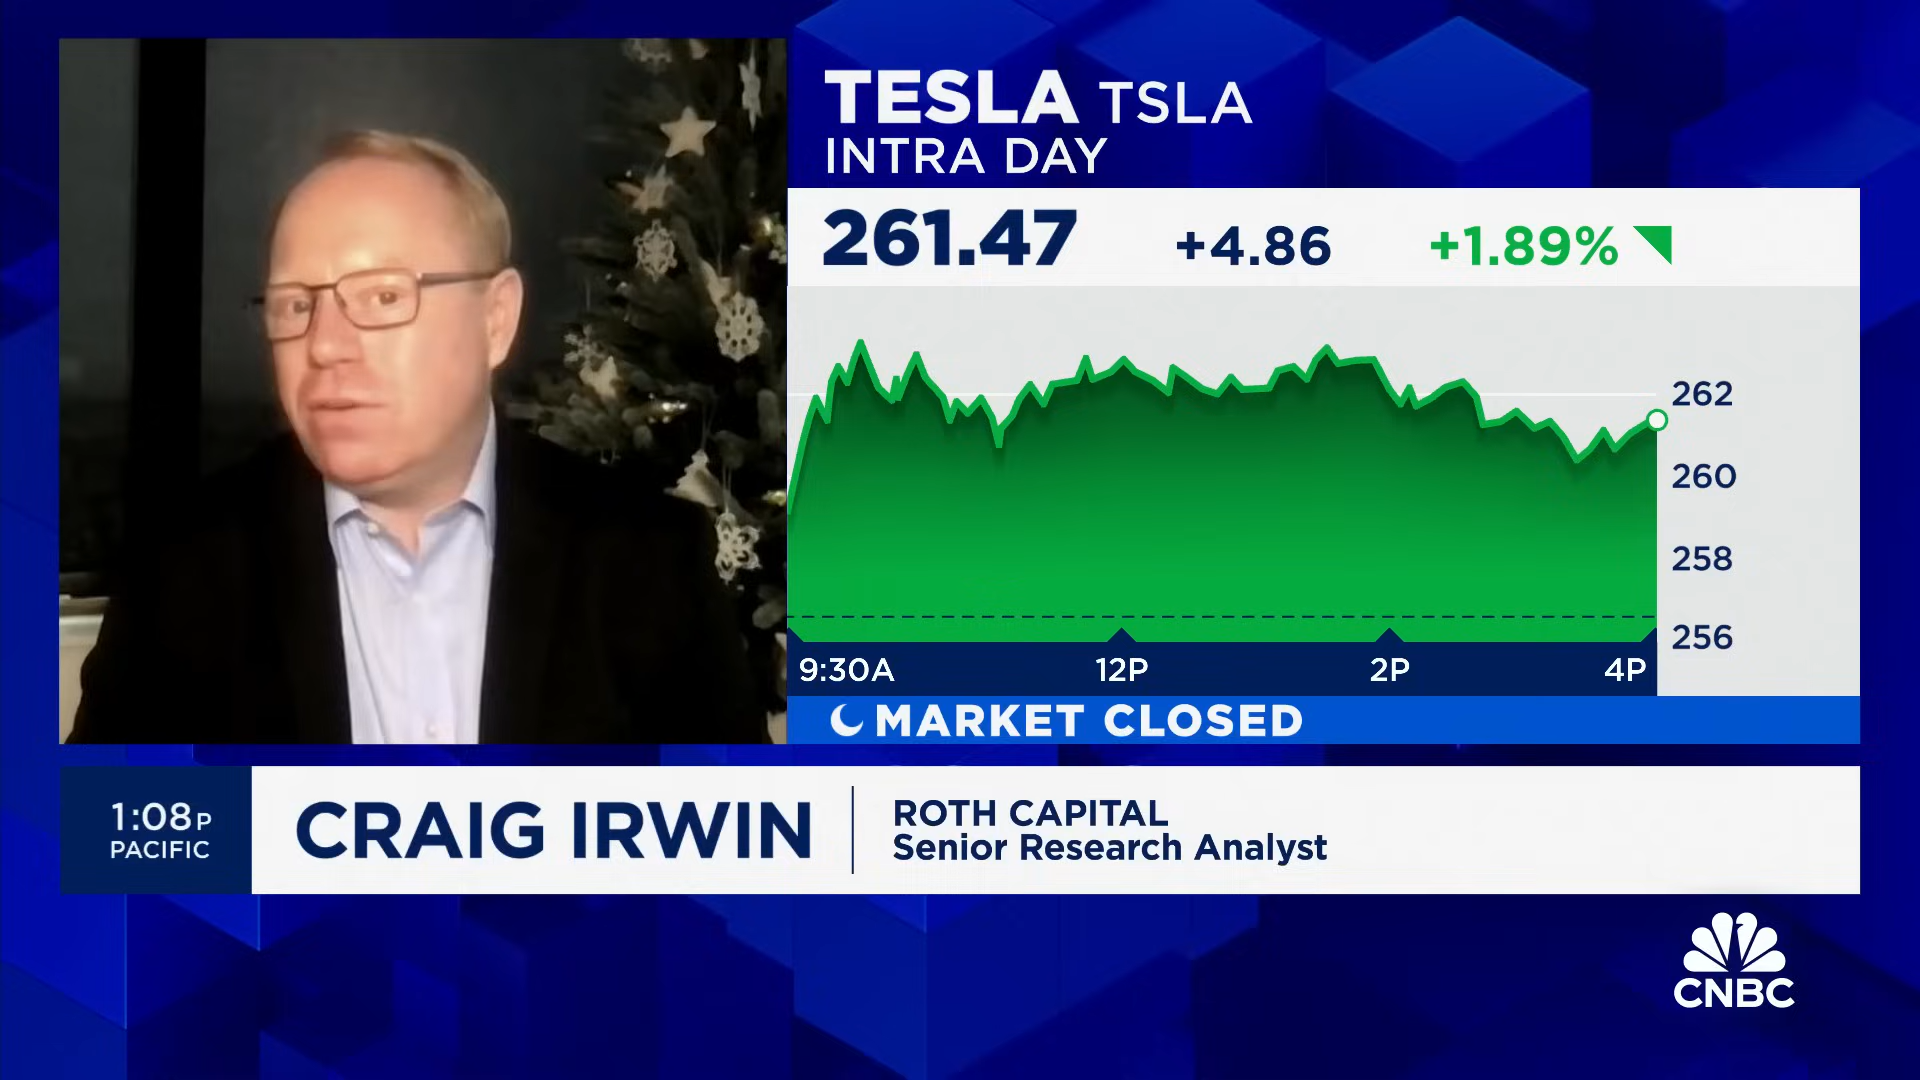 TESLA TSLA
INTRA DAY
261.47 +4.86 +1.89%
262
260
258
256
9:30A 12P 2P 4P
MARKET CLOSED
1:08P
PACIFIC
CRAIG IRWIN
ROTH CAPITAL
Senior Research Analyst
CNBC